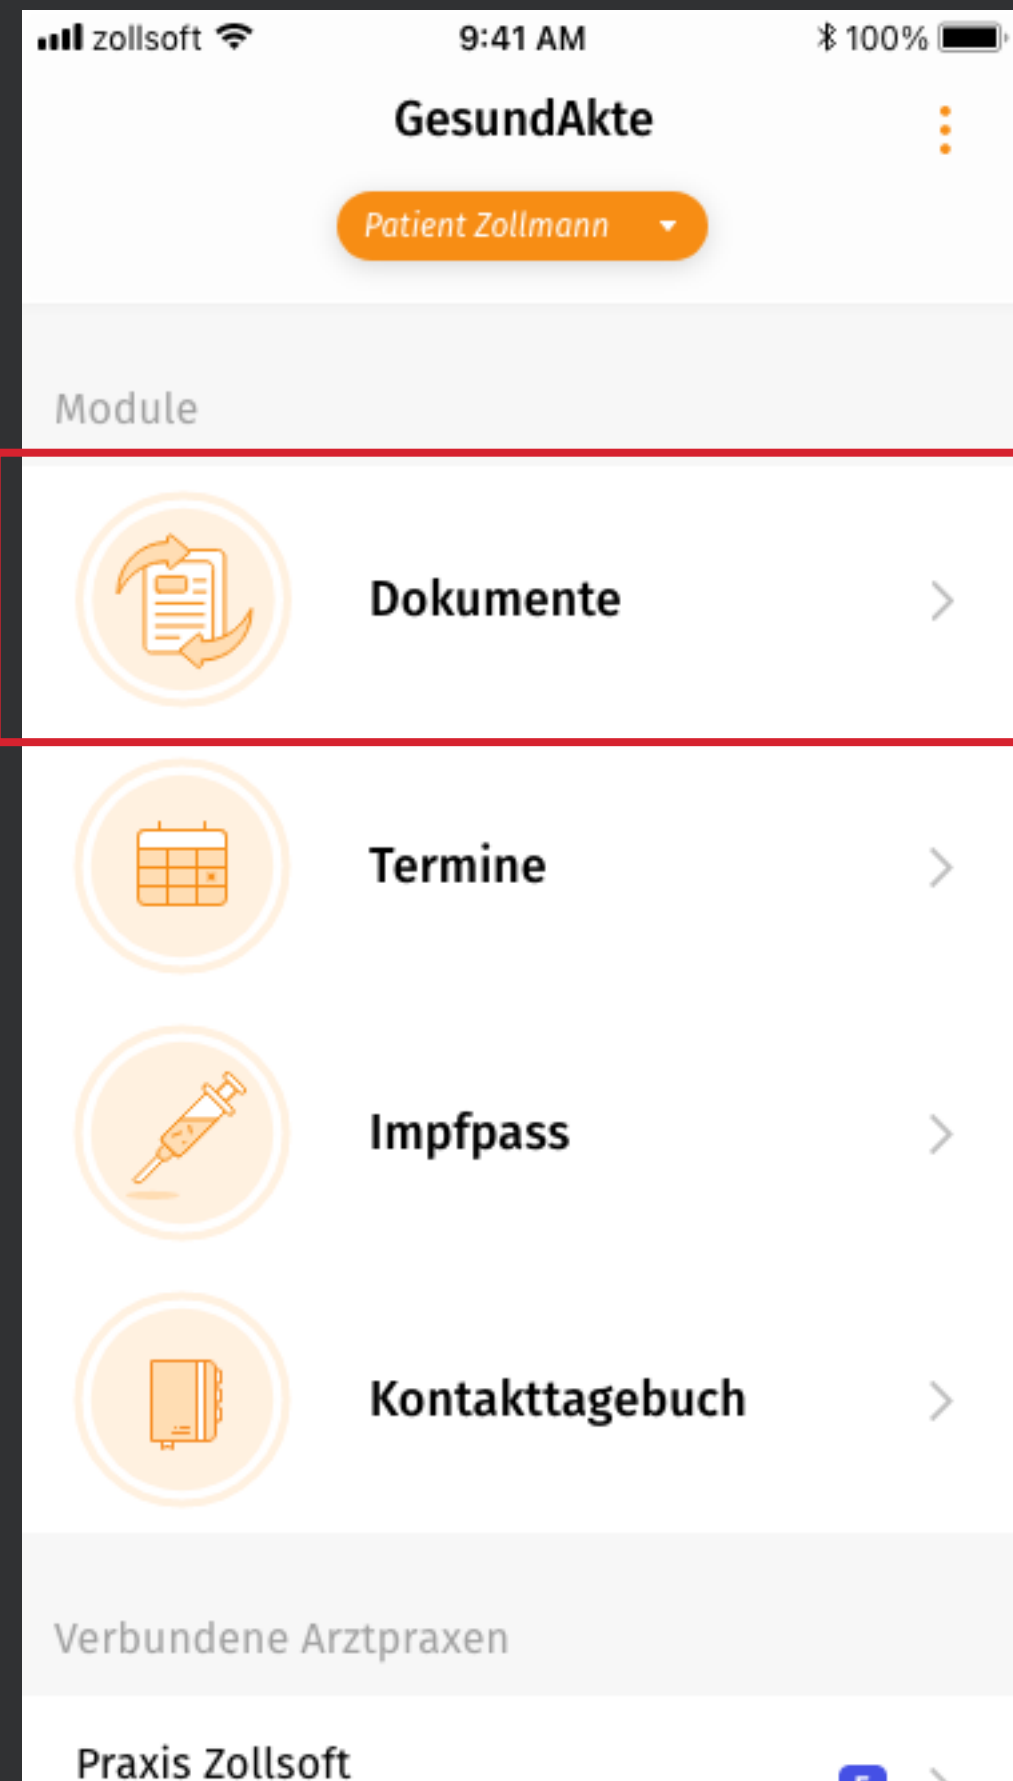 zollsoft 9:41 AM 100%
GesundAkte
Patient Zollmann
Module
Dokumente
Termine
Impfpass
Kontakttagebuch
Verbundene Arztpraxen
Praxis Zollsoft